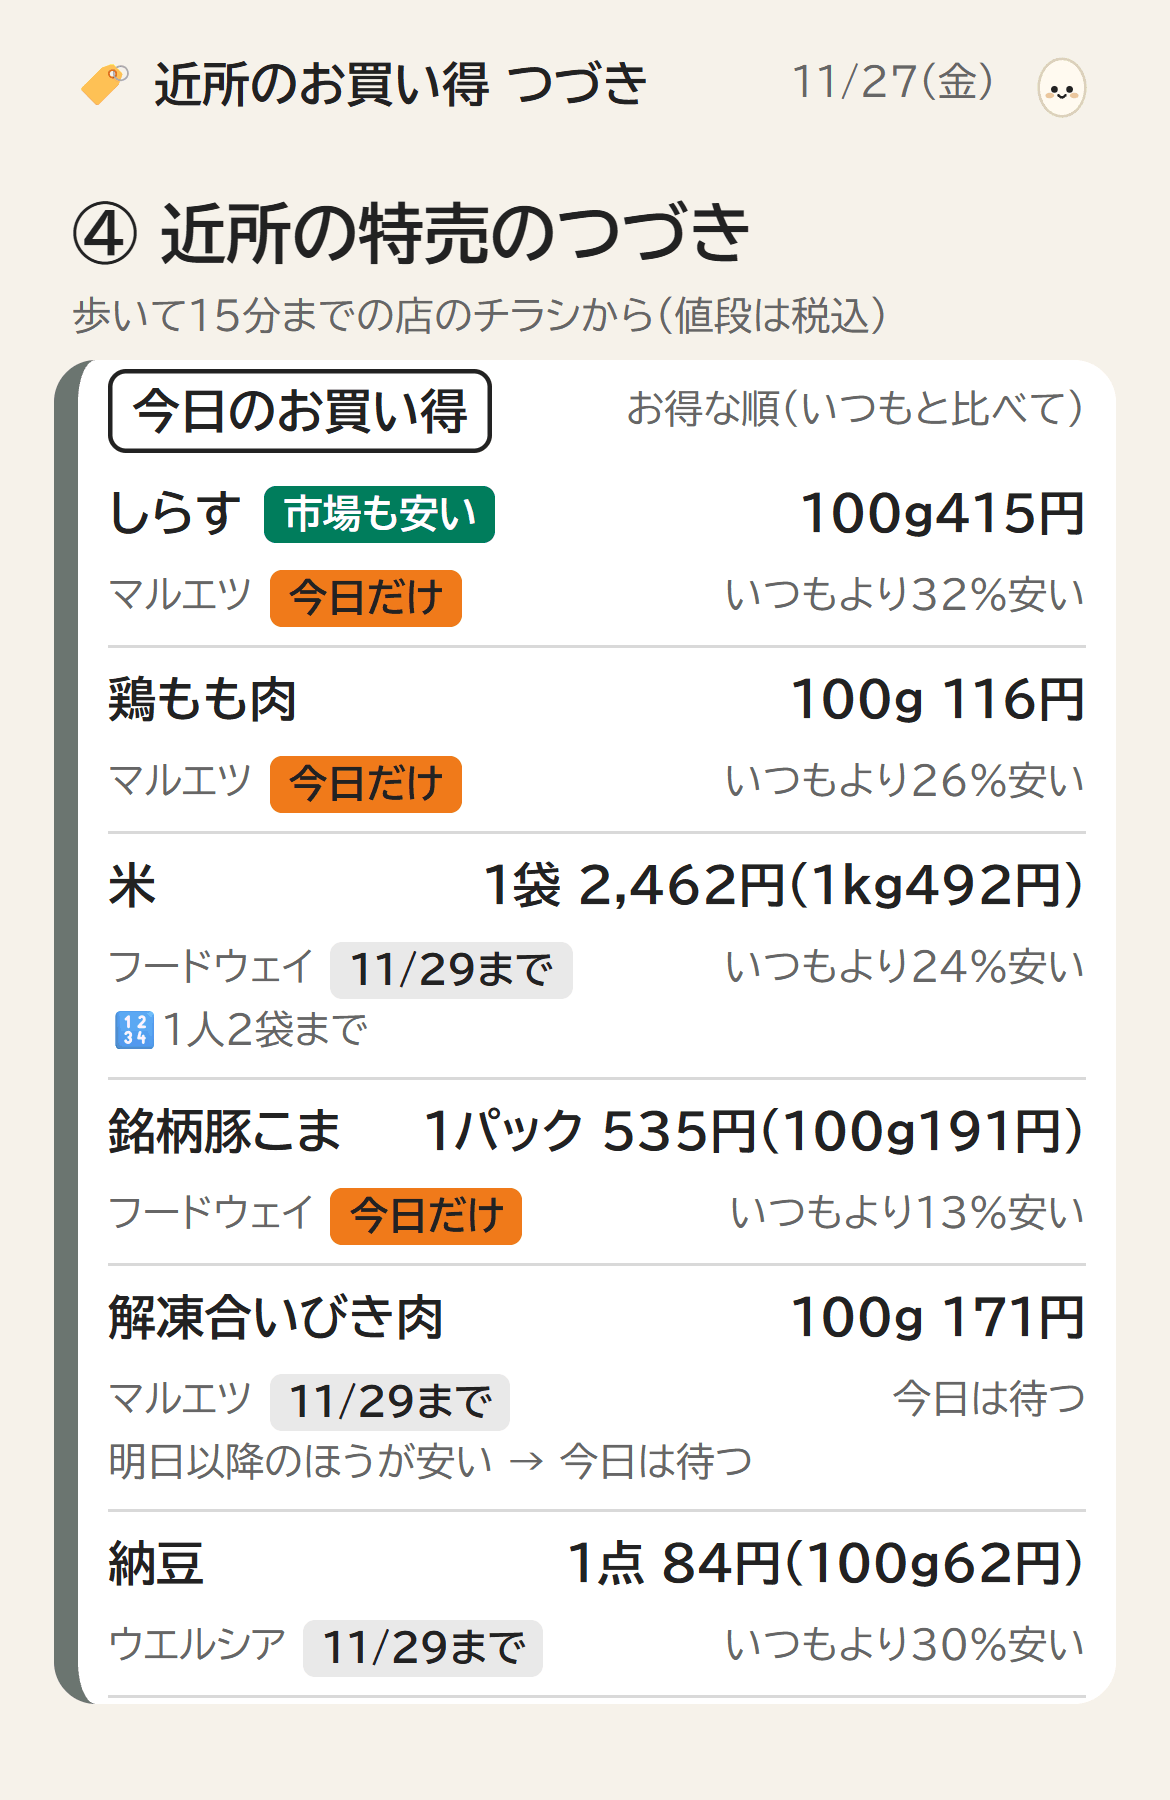 近所のお買い得 つづき 11/27(金)
④ 近所の特売のつづき
歩いて15分までの店のチラシから(値段は税込)
今日のお買い得 お得な順(いつもと比べて)
しらす 市場も安い 100g415円
マルエツ 今日だけ いつもより32%安い
鶏もも肉 100g 116円
マルエツ 今日だけ いつもより26%安い
米 1袋 2,462円(1kg492円)
フードウェイ 11/29まで いつもより24%安い
🔢1人2袋まで
銘柄豚こま 1パック 535円(100g191円)
フードウェイ 今日だけ いつもより13%安い
解凍合いびき肉 100g 171円
マルエツ 11/29まで 今日は待つ
明日以降のほうが安い → 今日は待つ
納豆 1点 84円(100g62円)
ウエルシア 11/29まで いつもより30%安い